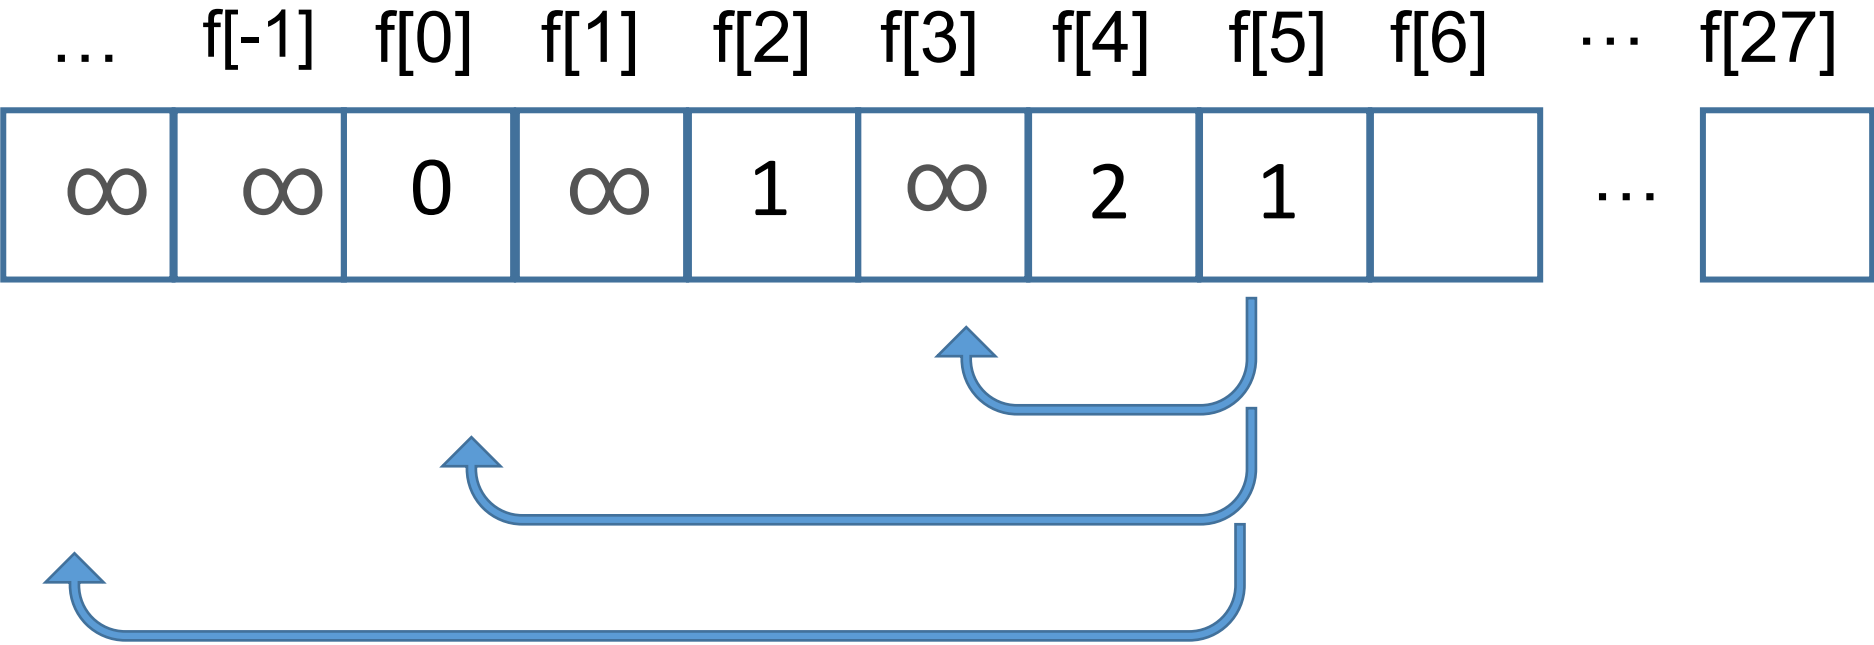 ... f[-1] f[0] f[1] f[2] f[3] f[4] f[5] f[6] ... f[27]
∞ ∞ 0 ∞ 1 ∞ 2 1 ...